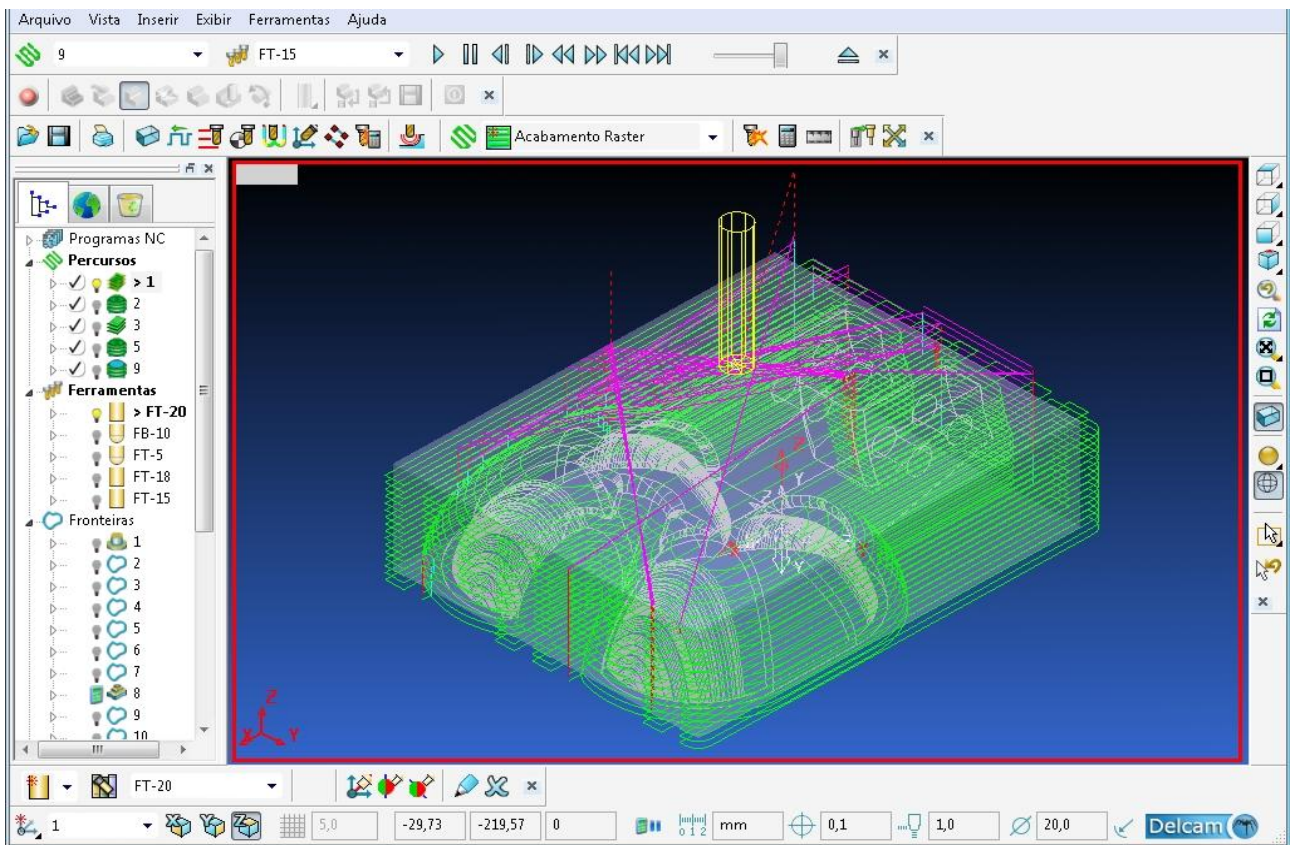 Arquivo Vista Inserir Exibir Ferramentas Ajuda
9 FT-15
Acabamento Raster
Programas NC
Percursos
> 1
2
3
5
9
Ferramentas
> FT-20
FB-10
FT-5
FT-18
FT-15
Fronteiras
1
2
3
4
5
6
7
8
9
10
Z
Z Y
Z
Y
Z
X Y
FT-20
1 X Y Z 5,0 -29,73 -219,57 0 0 1 2 mm 0,1 1,0 20,0 Delcam